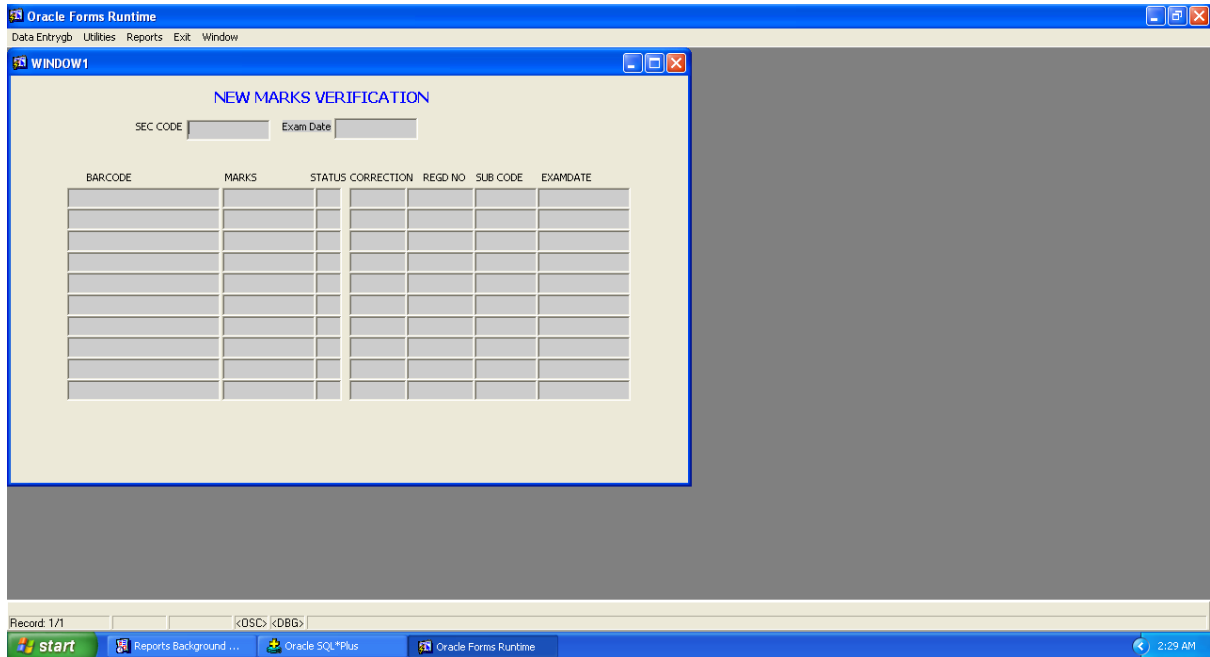 Oracle Forms Runtime
Data Entrygb Utilities Reports Exit Window
WINDOW1
NEW MARKS VERIFICATION
SEC CODE Exam Date
BARCODE MARKS STATUS CORRECTION REGD NO SUB CODE EXAMDATE
Record: 1/1 <OSC> <DBG>
start Reports Background ... Oracle SQL*Plus Oracle Forms Runtime 2:29 AM